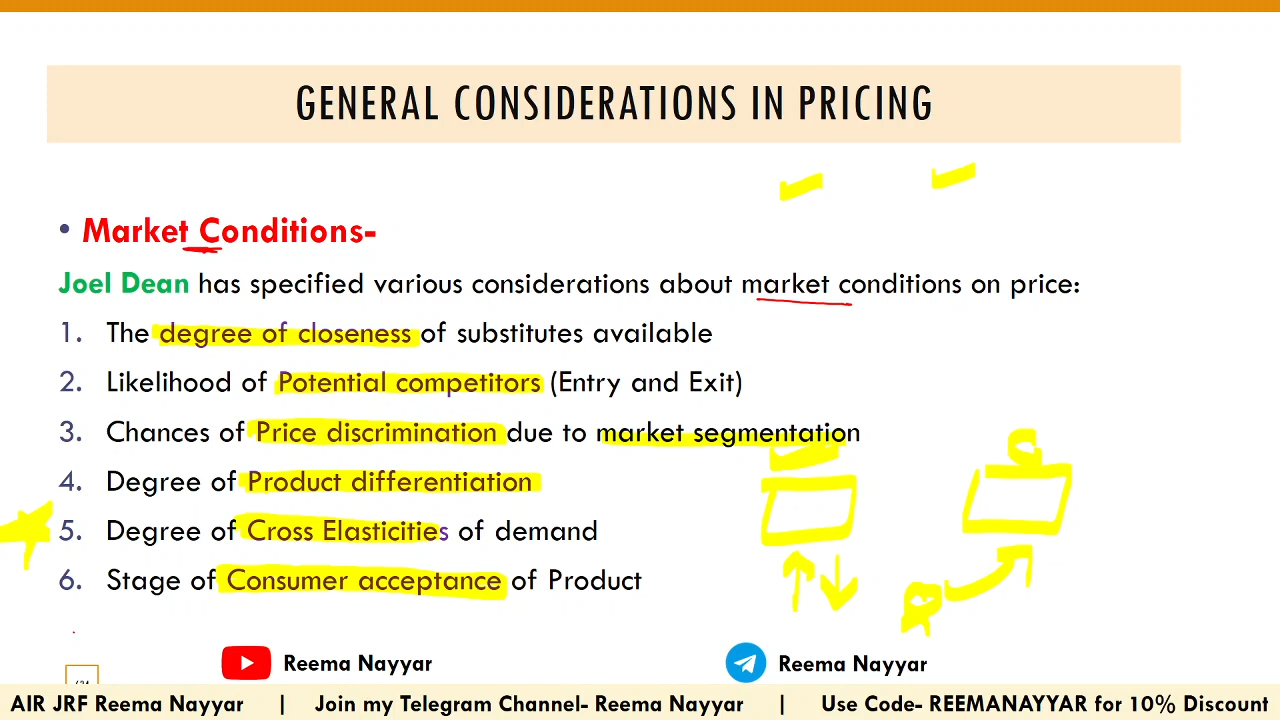 GENERAL CONSIDERATIONS IN PRICING
• Market Conditions-
Joel Dean has specified various considerations about market conditions on price:
1. The degree of closeness of substitutes available
2. Likelihood of Potential competitors (Entry and Exit)
3. Chances of Price discrimination due to market segmentation
4. Degree of Product differentiation
5. Degree of Cross Elasticities of demand
6. Stage of Consumer acceptance of Product
Reema Nayyar
Reema Nayyar
AIR JRF Reema Nayyar | Join my Telegram Channel- Reema Nayyar | Use Code- REEMANAYYAR for 10% Discount